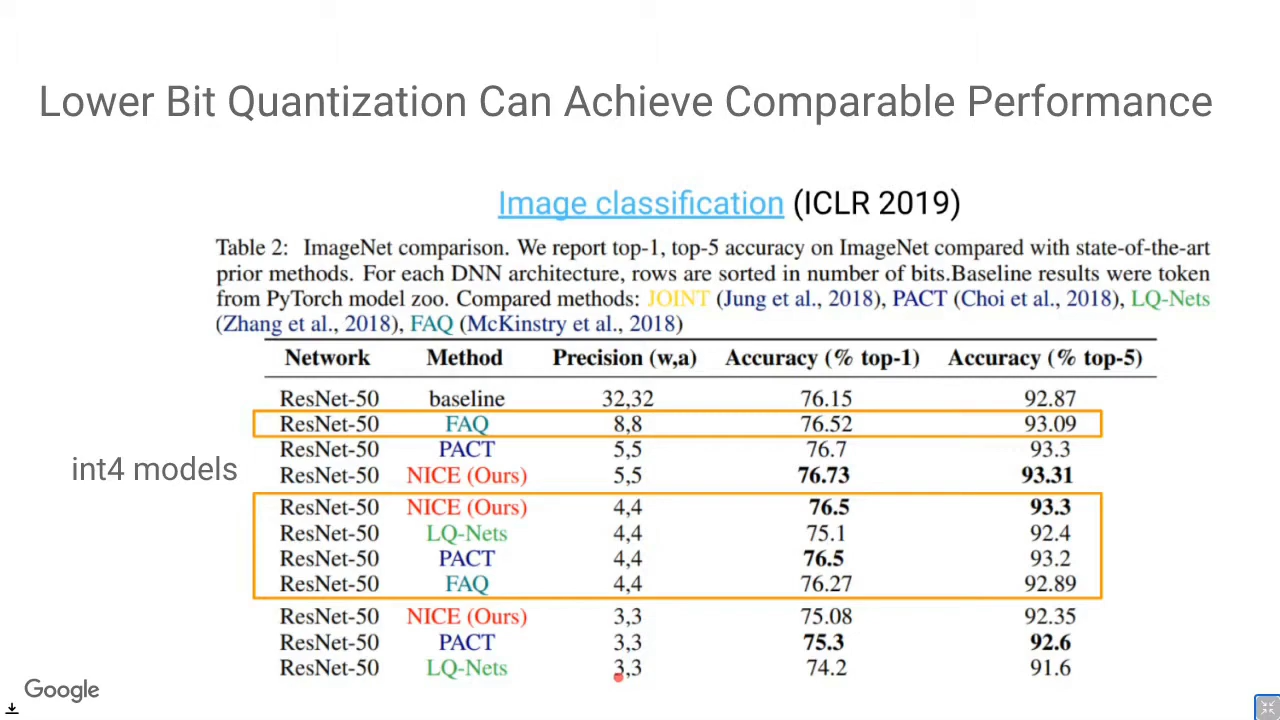 Lower Bit Quantization Can Achieve Comparable Performance
Image classification (ICLR 2019)
Table 2: ImageNet comparison. We report top-1, top-5 accuracy on ImageNet compared with state-of-the-art
prior methods. For each DNN architecture, rows are sorted in number of bits.Baseline results were token
from PyTorch model zoo. Compared methods: JOINT (Jung et al., 2018), PACT (Choi et al., 2018), LQ-Nets
(Zhang et al., 2018), FAQ (McKinstry et al., 2018)
Network Method Precision (w,a) Accuracy (% top-1) Accuracy (% top-5)
ResNet-50 baseline 32,32 76.15 92.87
ResNet-50 FAQ 8,8 76.52 93.09
ResNet-50 PACT 5,5 76.7 93.3
int4 models
ResNet-50 NICE (Ours) 5,5 76.73 93.31
ResNet-50 NICE (Ours) 4,4 76.5 93.3
ResNet-50 LQ-Nets 4,4 75.1 92.4
ResNet-50 PACT 4,4 76.5 93.2
ResNet-50 FAQ 4,4 76.27 92.89
ResNet-50 NICE (Ours) 3,3 75.08 92.35
ResNet-50 PACT 3,3 75.3 92.6
ResNet-50 LQ-Nets 3,3 74.2 91.6
Google